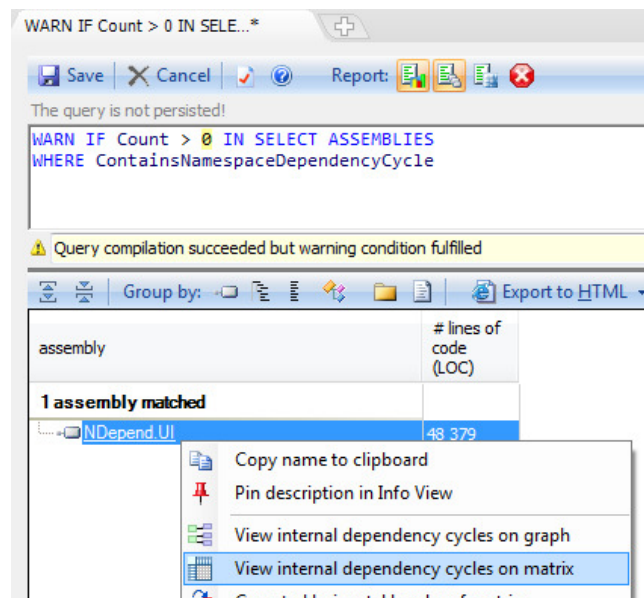 WARN IF Count > 0 IN SELE...*
Save Cancel Report:
The query is not persisted!
WARN IF Count > 0 IN SELECT ASSEMBLIES
WHERE ContainsNamespaceDependencyCycle
Query compilation succeeded but warning condition fulfilled
Group by: Export to HTML
assembly
# lines of
code
(LOC)
1 assembly matched
NDepend.UI 48 379
Copy name to clipboard
Pin description in Info View
View internal dependency cycles on graph
View internal dependency cycles on matrix